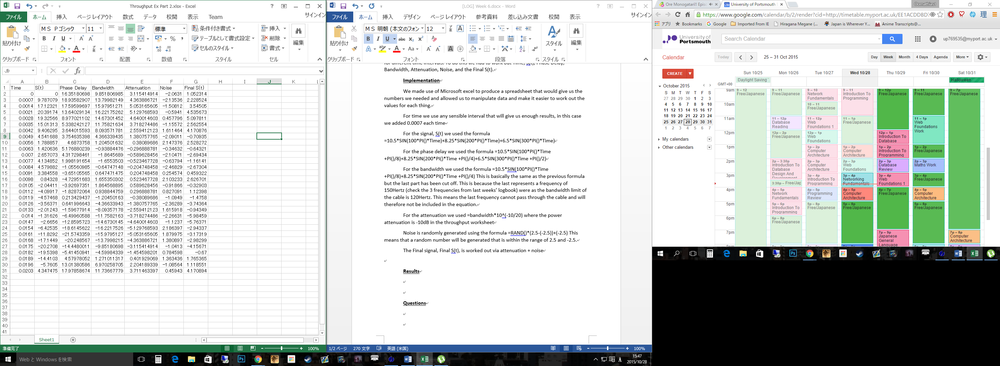 Throughput Ex Part 2.xlsx - Excel
ファイル ホーム 挿入 ページ レイアウト 数式 データ 校閲 表示 Team サインイン
ＭＳ Ｐゴシック 11 標準 条件付き書式 挿入
貼り付け テーブルとして書式設定 削除 編集
セルのスタイル 書式
クリップボード フォント 配置 数値 スタイル セル
J9
A B C D E F G H I J K L
1 Time S(t) Phase Delay Bandwidth Attenuation Noise Final S(t)
2 0 0 16.35180698 9.851806985 3.115414914 -2.0631 1.052314
3 0.0007 9.787079 18.93582907 13.79982149 4.363886721 -2.13536 2.228524
4 0.0014 17.12321 17.59599697 15.97951271 5.053165605 -1.50812 3.54505
5 0.0021 20.39174 13.64029134 16.22175262 5.129768593 -0.5941 4.535673
6 0.0028 19.32566 8.977021102 14.67301452 4.640014603 0.457796 5.097811
7 0.0035 15.01313 5.338242127 11.75821634 3.718274486 -1.15572 2.562554
8 0.0042 9.406295 3.644015593 8.093571781 2.559412123 1.611464 4.170876
9 0.0049 4.541688 3.754635398 4.366339435 1.380757765 -2.09011 -0.70935
10 0.0056 1.788857 4.6873758 1.204501632 0.38089686 2.147376 2.528272
11 0.0063 1.420636 5.176880239 -0.93884476 -0.296888781 -0.34632 -0.64321
12 0.007 2.657073 4.317298461 -1.8645689 -0.589628456 -2.10471 -2.69434
13 0.0077 4.134852 1.998191654 -1.6553503 -0.523467728 -0.63794 -1.16141
14 0.0084 4.579882 -1.05560985 -0.64747148 -0.204748458 -2.46829 -2.67304
15 0.0091 3.384558 -3.65105565 0.647471475 0.204748458 0.254574 0.459322
16 0.0098 0.84328 -4.72951683 1.655350302 0.523467728 2.103233 2.626701
17 0.0105 -2.04411 -3.92697351 1.864568895 0.589628456 -0.91866 -0.32903
18 0.0112 -4.09917 -1.82872064 0.938844759 0.296888781 0.827091 1.12398
19 0.0119 -4.57468 0.213429437 -1.20450163 -0.38089686 -1.0949 -1.4758
20 0.0126 -3.56371 0.641996643 -4.36633943 -1.380757765 -2.36289 -3.74364
21 0.0133 -2.01243 -1.59677914 -8.09357178 -2.559412123 1.615918 -0.94349
22 0.014 -1.31626 -6.49960588 -11.7582163 -3.718274486 -2.26631 -5.98459
23 0.0147 -2.6656 -12.8595723 -14.6730145 -4.640014603 -1.1237 -5.76371
24 0.0154 -6.42535 -18.6145622 -16.2217526 -5.129768593 2.186397 -2.94337
25 0.0161 -11.8292 -21.5743359 -15.9795127 -5.053165605 1.879975 -3.17319
26 0.0168 -17.1449 -20.248567 -13.7998215 -4.363886721 1.380897 -2.98299
27 0.0175 -20.2708 -14.4480011 -9.85180698 -3.115414914 -1.0413 -4.15671
28 0.0182 -19.5398 -5.41450941 -4.59984339 -1.454598201 0.784598 -0.67
29 0.0189 -14.4103 4.57978052 1.271011317 0.401929069 1.363436 1.765365
30 0.0196 -5.7605 13.01380586 6.970258705 2.204189339 -1.08564 1.118551
31 0.0203 4.347475 17.97858674 11.73667779 3.711463397 0.45943 4.170894
32
33
34
35
36
37
38
39
40
41
Sheet1
準備完了 100%
Web と Windows を検索
[LOG] Week 6.docx - Word
ファイル ホーム 挿入 デザイン ページ レイアウト 参考資料 差し込み文書 校閲 表示 サインイン
ＭＳ 明朝 (本文のフォン 12
貼り付け スタイル 編集
クリップボード フォント 段落 スタイル
for different time intervals. To do this we had to work out Time, S(t), Phase Delay,
Bandwidth, Attenuation, Noise, and the Final S(t).
Implementation
We made use of Microsoft excel to produce a spreadsheet that would give us the
numbers we needed and allowed us to manipulate data and make it easier to work out the
values for each thing.
For time we use any sensible interval that will give us enough results, in this case
we added 0.0007 each time
For the signal, S(t) we used the formula
=10.5*SIN(100*PI()*Time)+8.25*SIN(200*PI()*Time)+6.5*SIN(300*PI()*Time)
For the phase delay we used the formula =10.5*SIN(100*PI()*Time
+PI()/8)+8.25*SIN(200*PI()*Time +PI()/4)+6.5*SIN(300*PI()*Time +PI()/2)
For the bandwidth we used the formula =10.5*SIN(100*PI()*Time
+PI()/8)+8.25*SIN(200*PI()*Time +PI()/4) This is basically the same as the previous formula
but the last part has been cut off. This is because the last represents a frequency of
150Hertz (check the 3 frequencies from last weeks’ logbook) were as the bandwidth limit of
the cable is 120Hertz. This means the last frequency cannot pass through the cable and will
therefore not be included in the equation.
For the attenuation we used =bandwidth*10^(-10/20) where the power
attenuation is -10dB in the throughput worksheet
Noise is randomly generated using the formula =RAND()*(2.5-(-2.5))+(-2.5) This
means that a random number will be generated that is within the range of 2.5 and -2.5.
The Final signal, Final S(t), is worked out via attenuation + noise
Results
Questions
1/2 ページ 270 文字 英語 (米国) 100%
15:47
2015/10/28
Ore Monogatari!! Episo University of Portsmouth Oomathias1
https://www.google.com/calendar/b/2/render?cid=http://timetable.myport.ac.uk/EE1ACDDBD
アプリ Bookmarks Google Imported From IE Hiragana Megane (... Japan is Wherever Y... Anime Transcripts@...
University of
Portsmouth
Search Calendar
up769535@myport.ac.uk
Calendar Today 25 – 31 Oct 2015 Day Week Month 4 Days Agenda More
CREATE
October 2015
S M T W T F S
27 28 29 30 1 2 3
4 5 6 7 8 9 10
11 12 13 14 15 16 17
18 19 20 21 22 23 24
25 26 27 28 29 30 31
1 2 3 4 5 6 7
My calendars
Other calendars
Sun 10/25 Mon 10/26 Tue 10/27 Wed 10/28 Thu 10/29 Fri 10/30 Sat 10/31
GMT+00 Daylight Saving Halloween
9am
10am
11am
12pm
1pm
2pm
3pm
4pm
5pm
6pm
7pm
9 – 12
Free/Japanese
9 – 11
Free/Japanese
11 – 12p
Database
Reading
12p – 2p
Free/Japanese
2p – 3:30p
Introduction To
Database
Design And
Development
3:30p – Free/Jap
4p – 5p
Network
Fundamentals
5p – 6p
Introduction To
Programming
6p – 8p
Free/Japanese
9 – 10
Network
Fundamentals
10 – 11
Free/Japanese
11 – 12p
Web
Foundations 1
12p – 1p
Web
Foundations
1p – 2p
Computer
Architecture
2p – 3p
Computer
Architecture
3p – 4p
Introduction To
Programming
4p – 5p
Programming
Review
5p – 8p
Free/Japanese
9 – 11
Introduction To
Programming
11 – 1p
Free/Japanese
1p – 2p
Computer
Architecture
2p – 3p
Web
Foundations
3p – 4p
Networking
Fundamentals
4p – 5p
Computer
Architecture
5p – 8p
Free/Japanese
9 – 12p
Free/Japanese
12p – 1p
Introduction To
Database
1p – 2p
Introduction To
Programming
2p – 3p
Database
Review
3p – 4p
Web
Foundations 1
4p – 7p
Free/Japanese
7p – 9p
Japanese
General
Language
9 – 11
Free/Japanese
11 – 1p
Web
Foundations
Work
1p – 2p
Free/Japanese
2p – 3p
Maths Work
3p – 4p
Free/Japanese
4p – 5p
Computer
Architecture
5p – 8p
Free/Japanese
9 – 7p
Free/Japanese
7p – 8p
Computer
Architecture